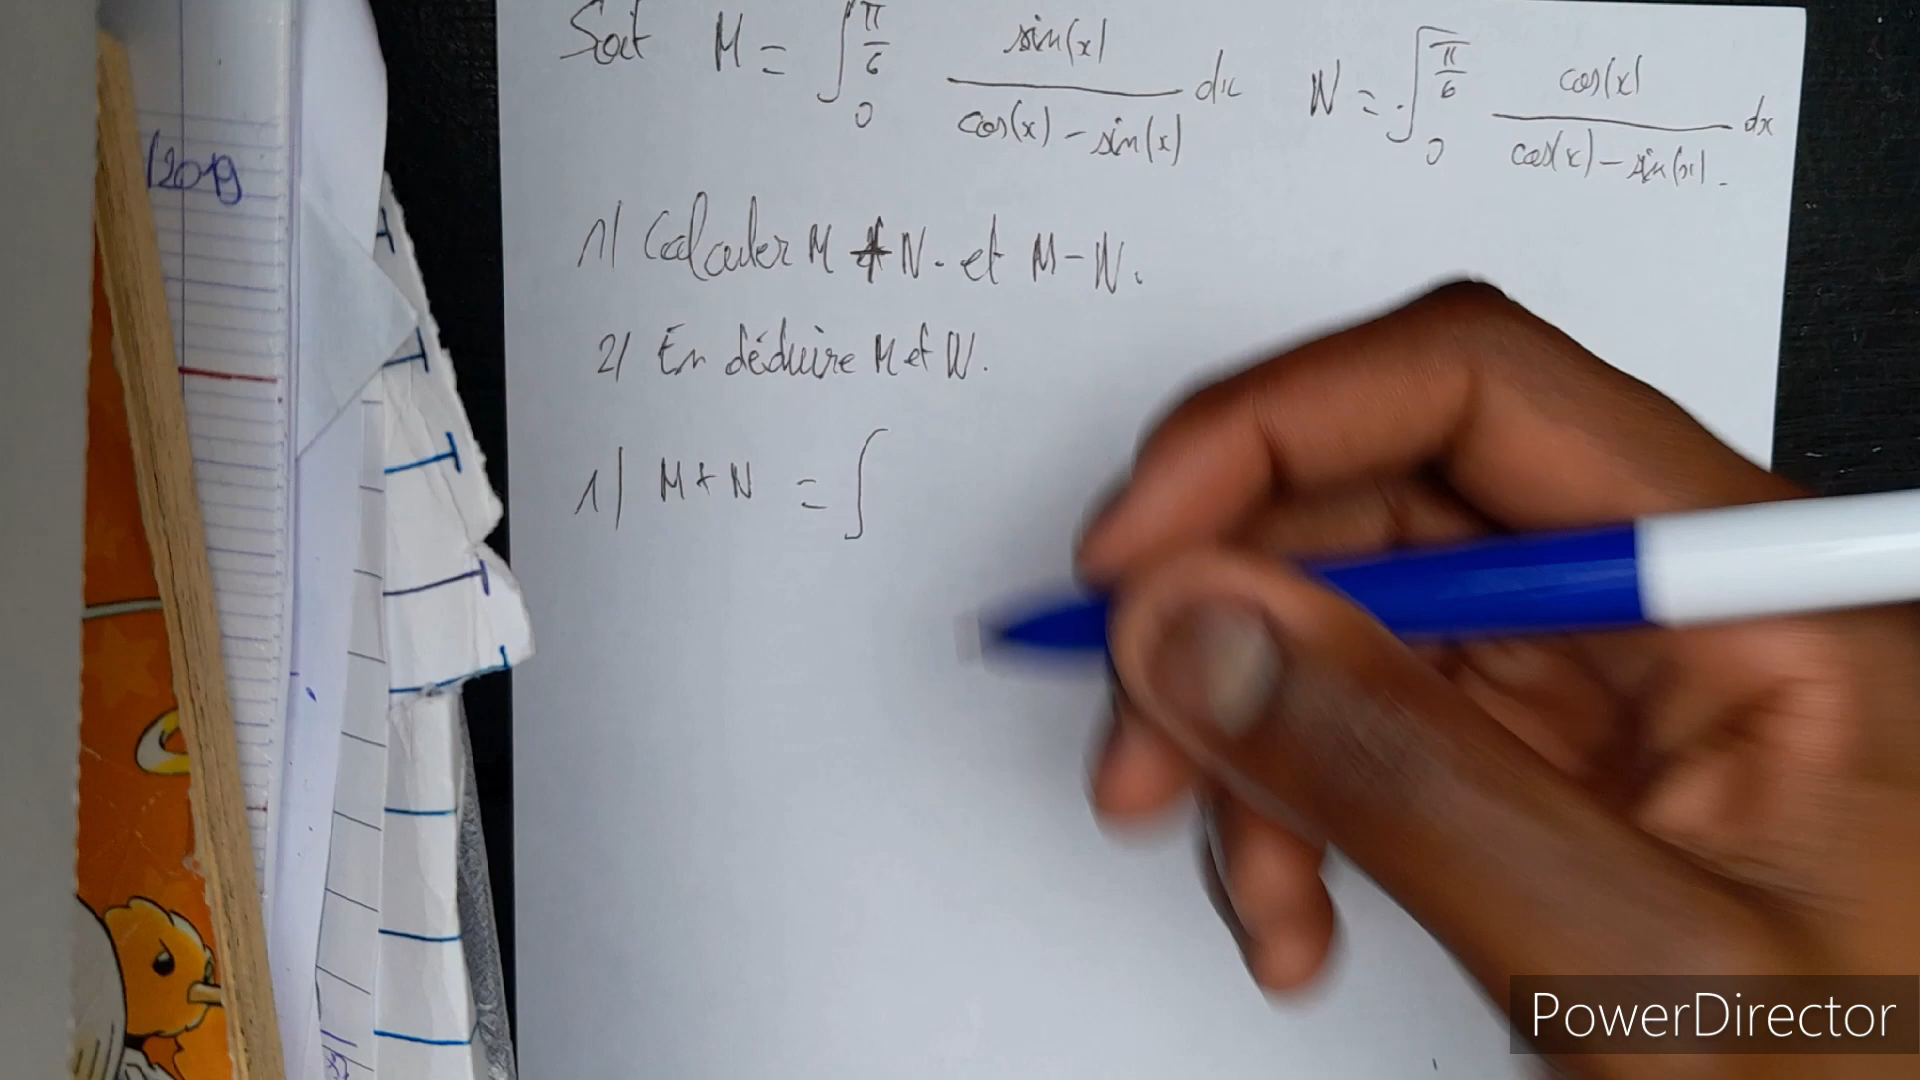 Soit M = ∫ π/6 0 sin(x) / cos(x) - sin(x) dx N = ∫ π/6 0 cos(x) / cos(x) - sin(x) dx
1/ Calculer M + N. et M - N.
2/ En déduire M et N.
1/ M + N = ∫
/2019
PowerDirector